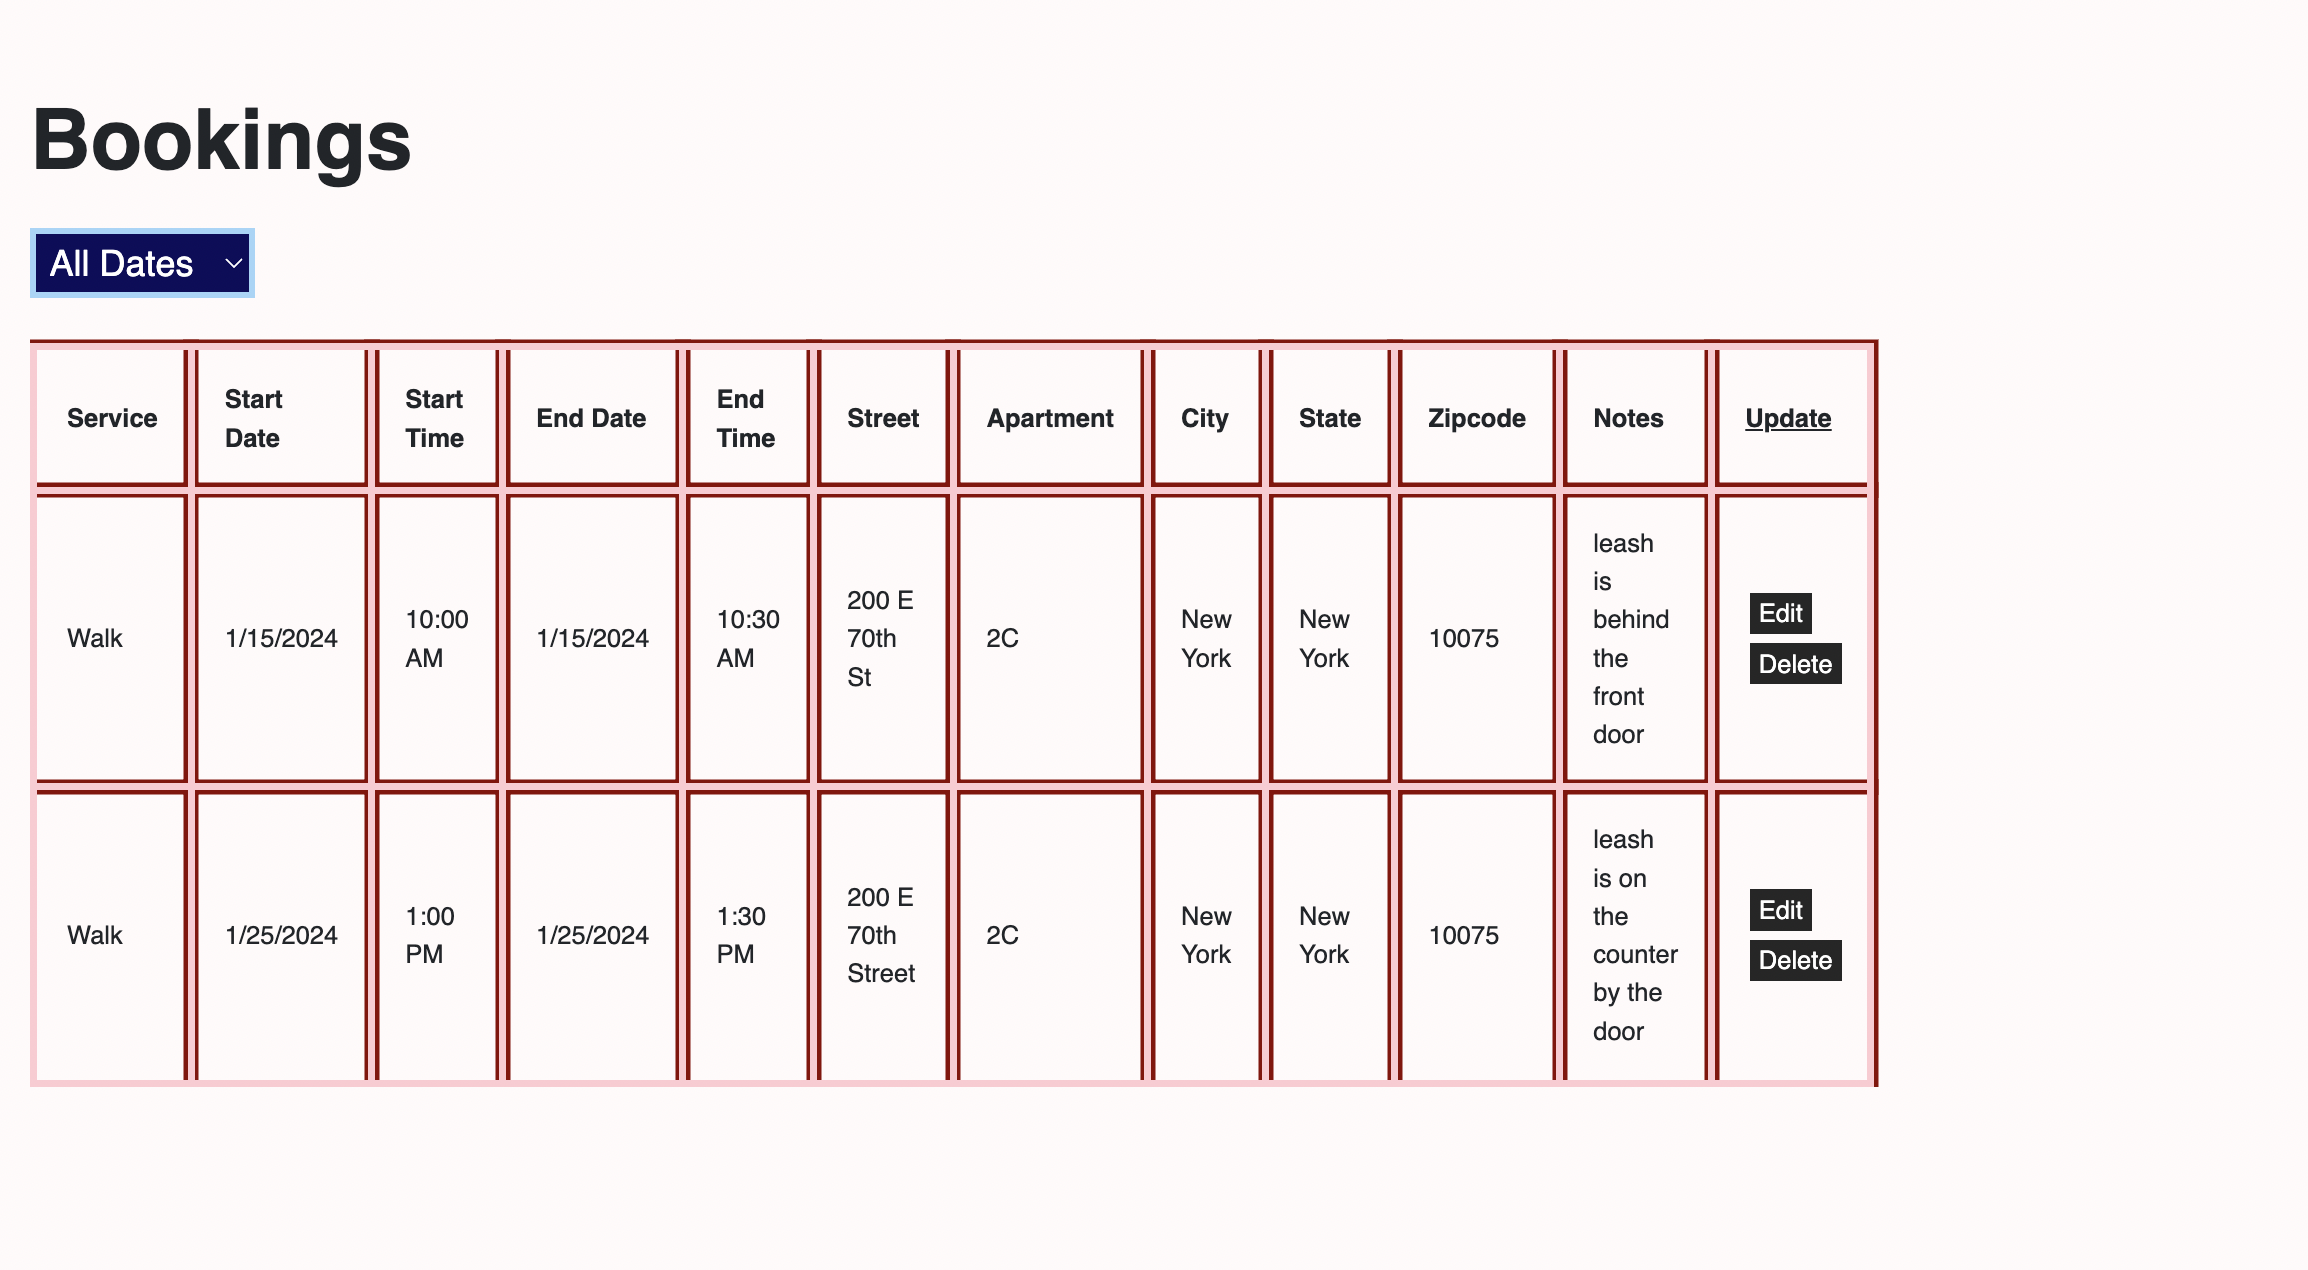 Bookings
All Dates
Service
Start
Date
Start
Time
End Date
End
Time
Street
Apartment
City
State
Zipcode
Notes
Update
Walk
1/15/2024
10:00
AM
1/15/2024
10:30
AM
200 E
70th
St
2C
New
York
New
York
10075
leash
is
behind
the
front
door
Edit
Delete
Walk
1/25/2024
1:00
PM
1/25/2024
1:30
PM
200 E
70th
Street
2C
New
York
New
York
10075
leash
is on
the
counter
by the
door
Edit
Delete